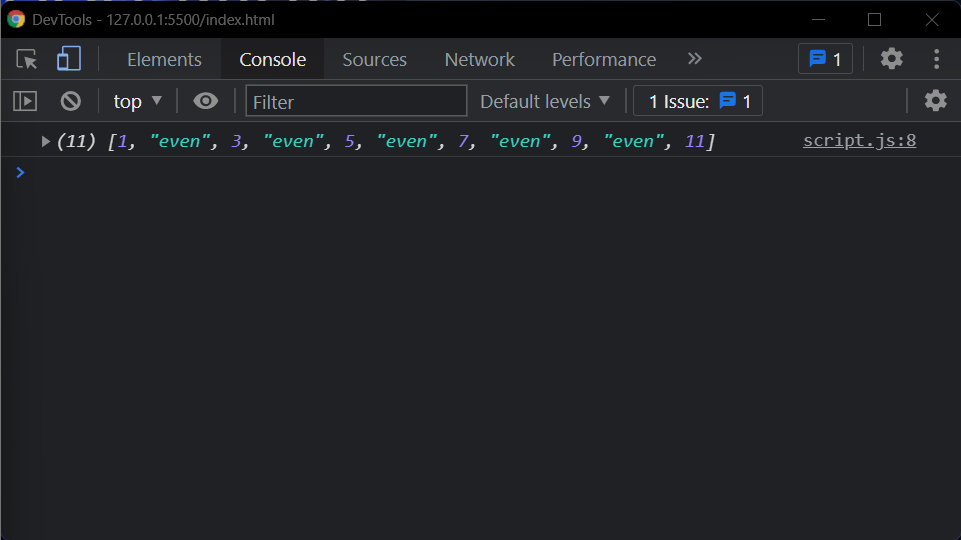 DevTools - 127.0.0.1:5500/index.html
Elements Console Sources Network Performance » 1
top ▼ Filter Default levels ▼ 1 Issue: 1
▶ (11) [1, "even", 3, "even", 5, "even", 7, "even", 9, "even", 11] script.js:8
>